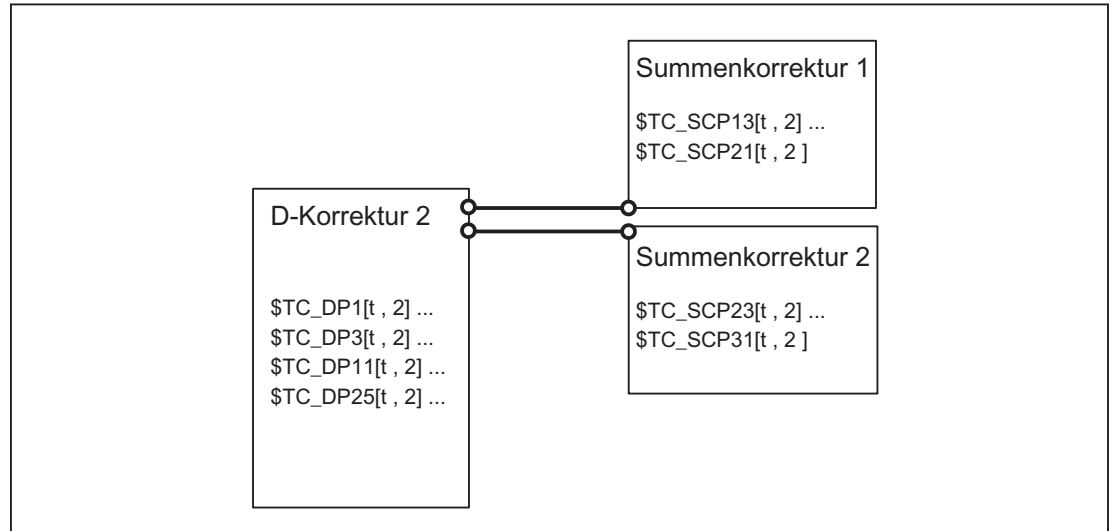 Summenkorrektur 1
$TC_SCP13[t , 2] ...
$TC_SCP21[t , 2 ]
D-Korrektur 2
$TC_DP1[t , 2] ...
$TC_DP3[t , 2] ...
$TC_DP11[t , 2] ...
$TC_DP25[t , 2] ...
Summenkorrektur 2
$TC_SCP23[t , 2] ...
$TC_SCP31[t , 2 ]